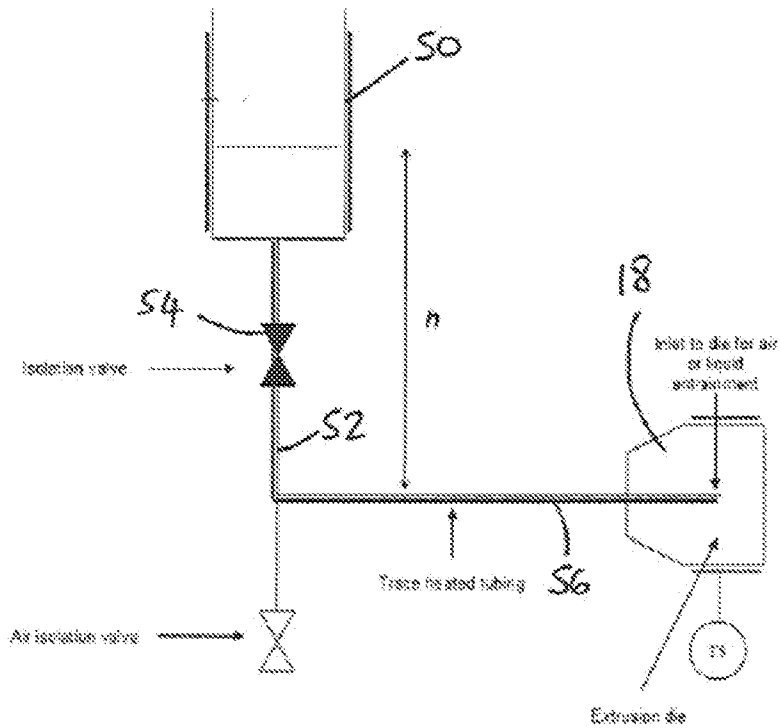 50
54
18
n
Inlet to die for air
or liquid
entrainment
Isolation valve
52
Trace heated tubing
56
Air isolation valve
TS
Extrusion die